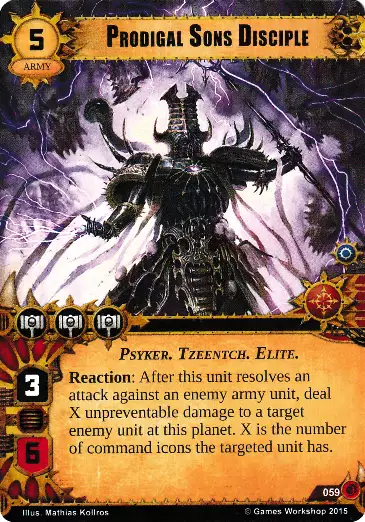 5
PRODIGAL SONS DISCIPLE
ARMY
PSYKER. TZEENTCH. ELITE.
3
Reaction: After this unit resolves an
attack against an enemy army unit, deal
X unpreventable damage to a target
enemy unit at this planet. X is the number
of command icons the targeted unit has.
6
059
Illus. Mathias Kollros
© Games Workshop 2015